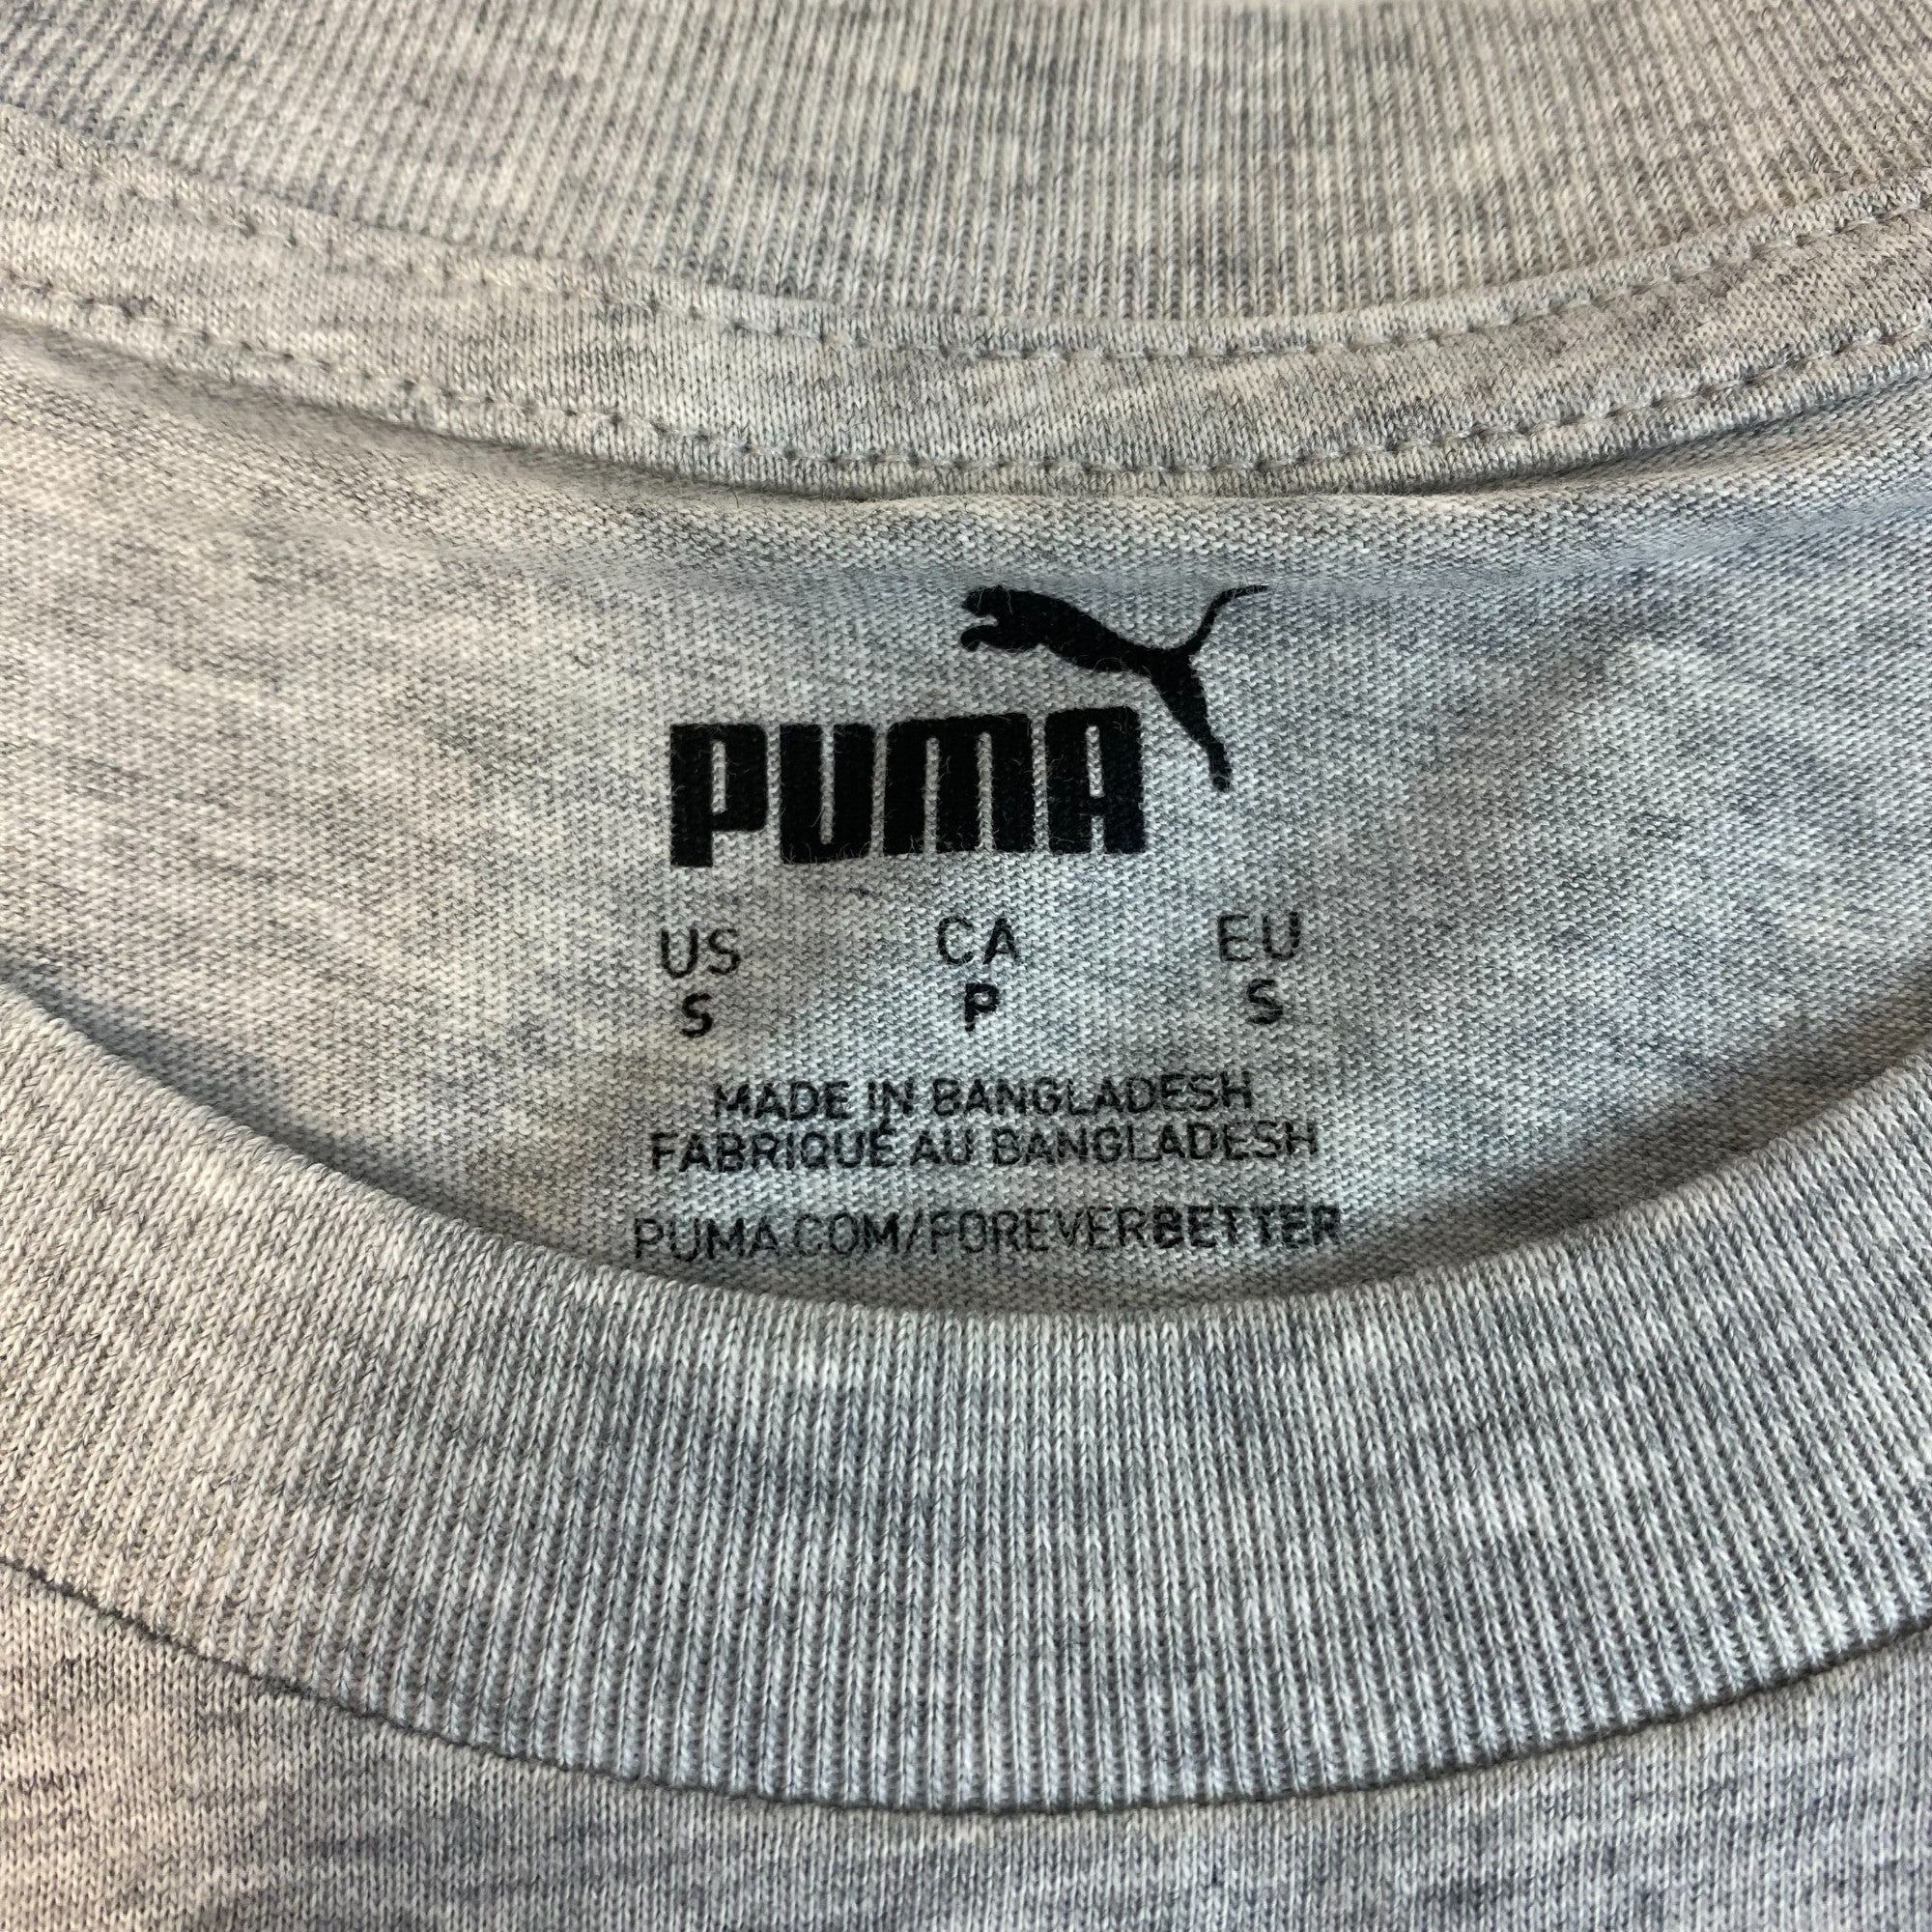 PUMA
US CA EU
S P S
MADE IN BANGLADESH
FABRIQUÉ AU BANGLADESH
PUMA.COM/FOREVERBETTER